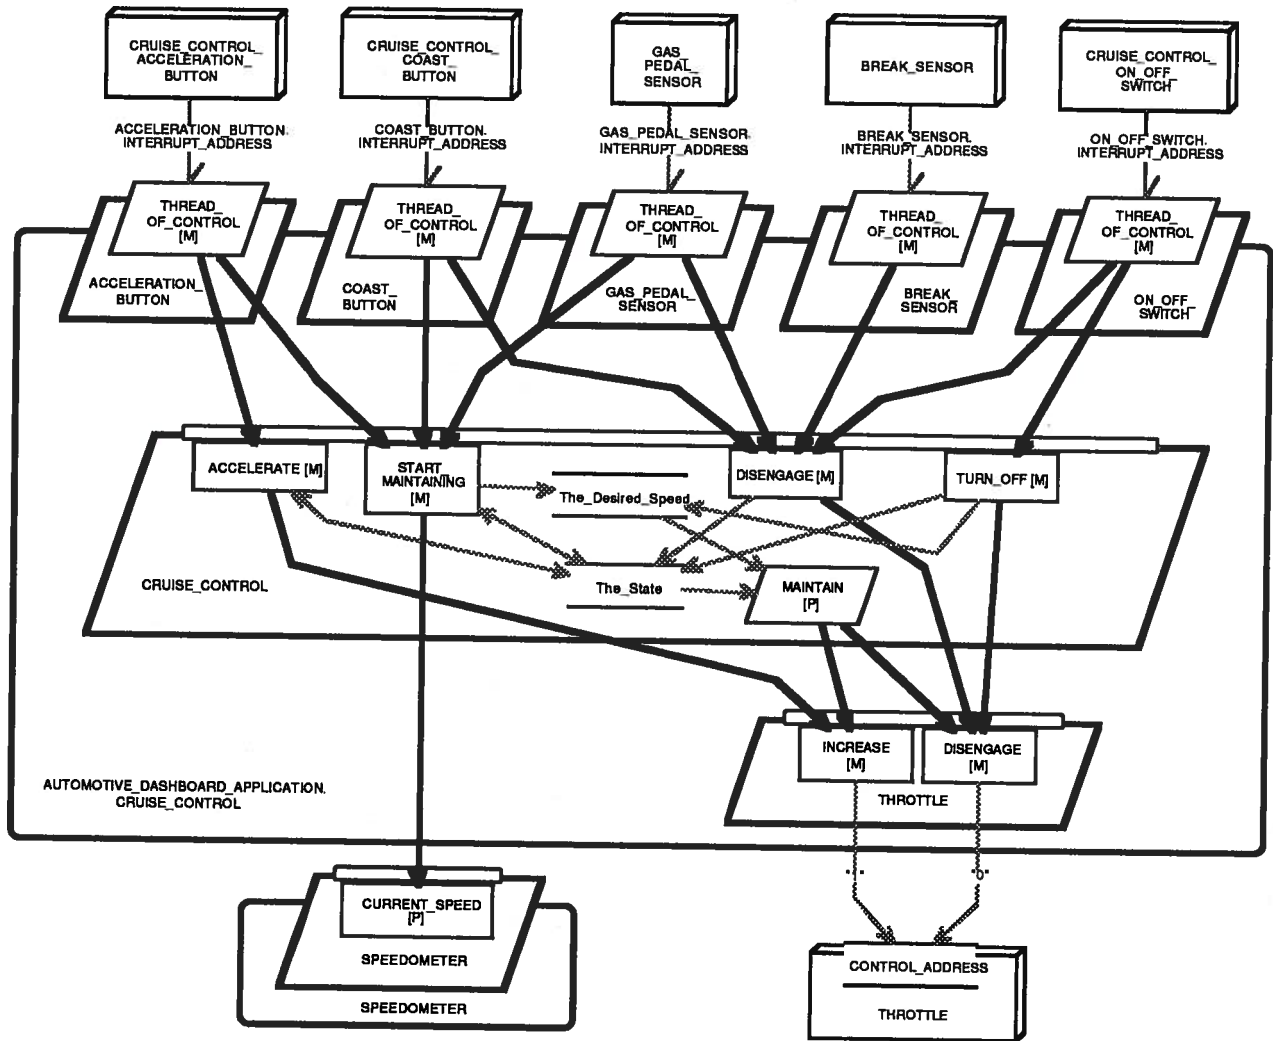 CRUISE_CONTROL_
ACCELERATION_
BUTTON
CRUISE_CONTROL_
COAST_
BUTTON
GAS_
PEDAL_
SENSOR
BREAK_SENSOR
CRUISE_CONTROL_
ON_OFF_
SWITCH
ACCELERATION_BUTTON.
INTERRUPT_ADDRESS
COAST_BUTTON.
INTERRUPT_ADDRESS
GAS_PEDAL_SENSOR.
INTERRUPT_ADDRESS
BREAK_SENSOR.
INTERRUPT_ADDRESS
ON_OFF_SWITCH.
INTERRUPT_ADDRESS
THREAD_
OF_CONTROL
[M]
THREAD_
OF_CONTROL
[M]
THREAD_
OF_CONTROL
[M]
THREAD_
OF_CONTROL
[M]
THREAD_
OF_CONTROL
[M]
ACCELERATION_
BUTTON
COAST_
BUTTON
GAS_PEDAL_
SENSOR
BREAK_
SENSOR
ON_OFF_
SWITCH
ACCELERATE [M]
START_
MAINTAINING
[M]
The_Desired_Speed
DISENGAGE [M]
TURN_OFF [M]
CRUISE_CONTROL
The_State
MAINTAIN
[P]
INCREASE
[M]
DISENGAGE
[M]
THROTTLE
AUTOMOTIVE_DASHBOARD_APPLICATION.
CRUISE_CONTROL
"I"
"D"
CURRENT_SPEED
[P]
SPEEDOMETER
SPEEDOMETER
CONTROL_ADDRESS
THROTTLE